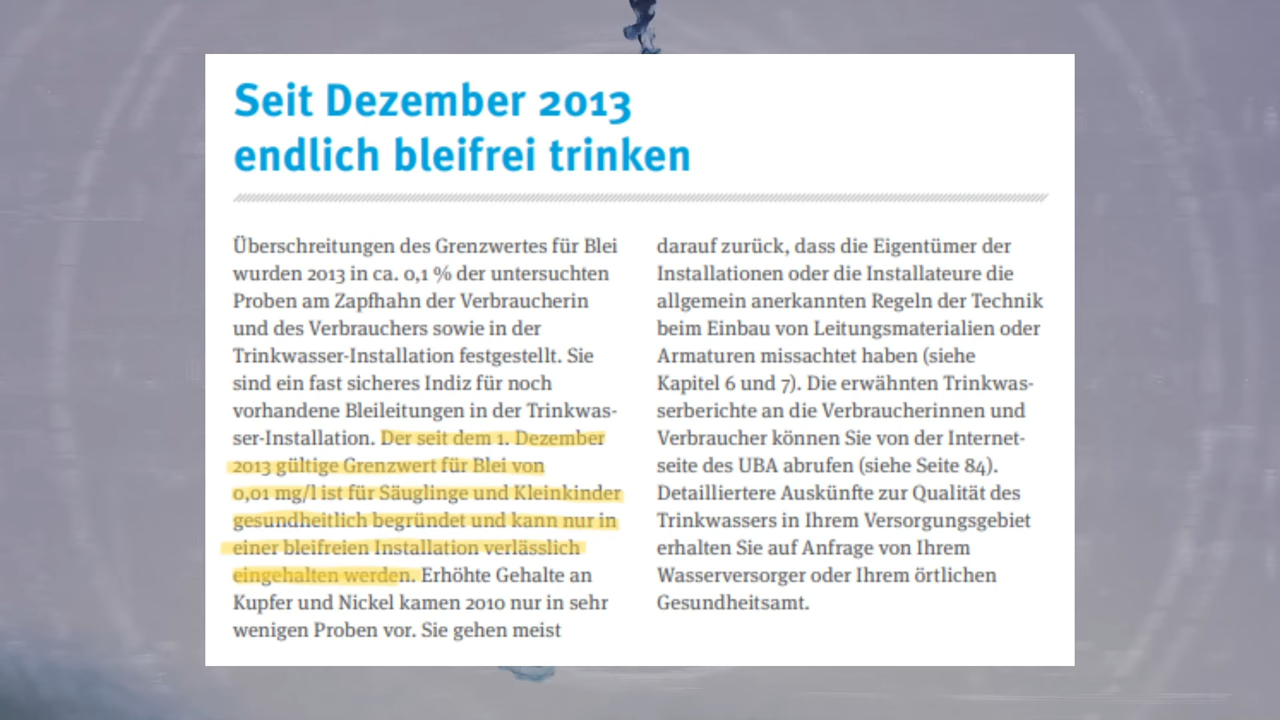 Seit Dezember 2013
endlich bleifrei trinken
Überschreitungen des Grenzwertes für Blei
wurden 2013 in ca. 0,1 % der untersuchten
Proben am Zapfhahn der Verbraucherin
und des Verbrauchers sowie in der
Trinkwasser-Installation festgestellt. Sie
sind ein fast sicheres Indiz für noch
vorhandene Bleileitungen in der Trinkwas-
ser-Installation. Der seit dem 1. Dezember
2013 gültige Grenzwert für Blei von
0,01 mg/l ist für Säuglinge und Kleinkinder
gesundheitlich begründet und kann nur in
einer bleifreien Installation verlässlich
eingehalten werden. Erhöhte Gehalte an
Kupfer und Nickel kamen 2010 nur in sehr
wenigen Proben vor. Sie gehen meist
darauf zurück, dass die Eigentümer der
Installationen oder die Installateure die
allgemein anerkannten Regeln der Technik
beim Einbau von Leitungsmaterialien oder
Armaturen missachtet haben (siehe
Kapitel 6 und 7). Die erwähnten Trinkwas-
serberichte an die Verbraucherinnen und
Verbraucher können Sie von der Internet-
seite des UBA abrufen (siehe Seite 84).
Detailliertere Auskünfte zur Qualität des
Trinkwassers in Ihrem Versorgungsgebiet
erhalten Sie auf Anfrage von Ihrem
Wasserversorger oder Ihrem örtlichen
Gesundheitsamt.